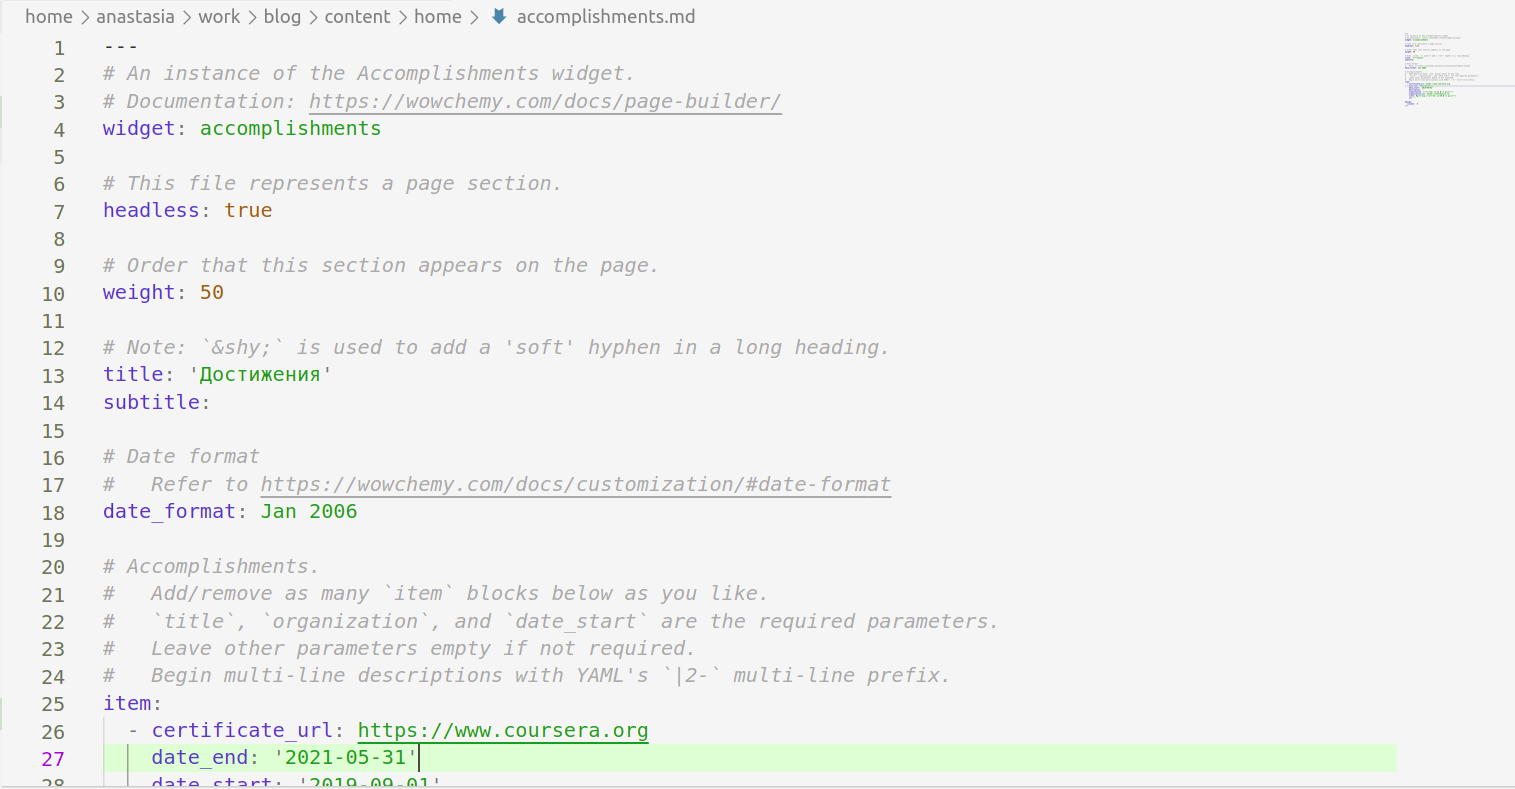 home > anastasia > work > blog > content > home > accomplishments.md
1 ---
2 # An instance of the Accomplishments widget.
3 # Documentation: https://wowchemy.com/docs/page-builder/
4 widget: accomplishments
5
6 # This file represents a page section.
7 headless: true
8
9 # Order that this section appears on the page.
10 weight: 50
11
12 # Note: `&shy;` is used to add a 'soft' hyphen in a long heading.
13 title: 'Достижения'
14 subtitle:
15
16 # Date format
17 #   Refer to https://wowchemy.com/docs/customization/#date-format
18 date_format: Jan 2006
19
20 # Accomplishments.
21 #   Add/remove as many `item` blocks below as you like.
22 #   `title`, `organization`, and `date_start` are the required parameters.
23 #   Leave other parameters empty if not required.
24 #   Begin multi-line descriptions with YAML's `|2-` multi-line prefix.
25 item:
26   - certificate_url: https://www.coursera.org
27     date_end: '2021-05-31'
28     date_start: '2019-09-01'